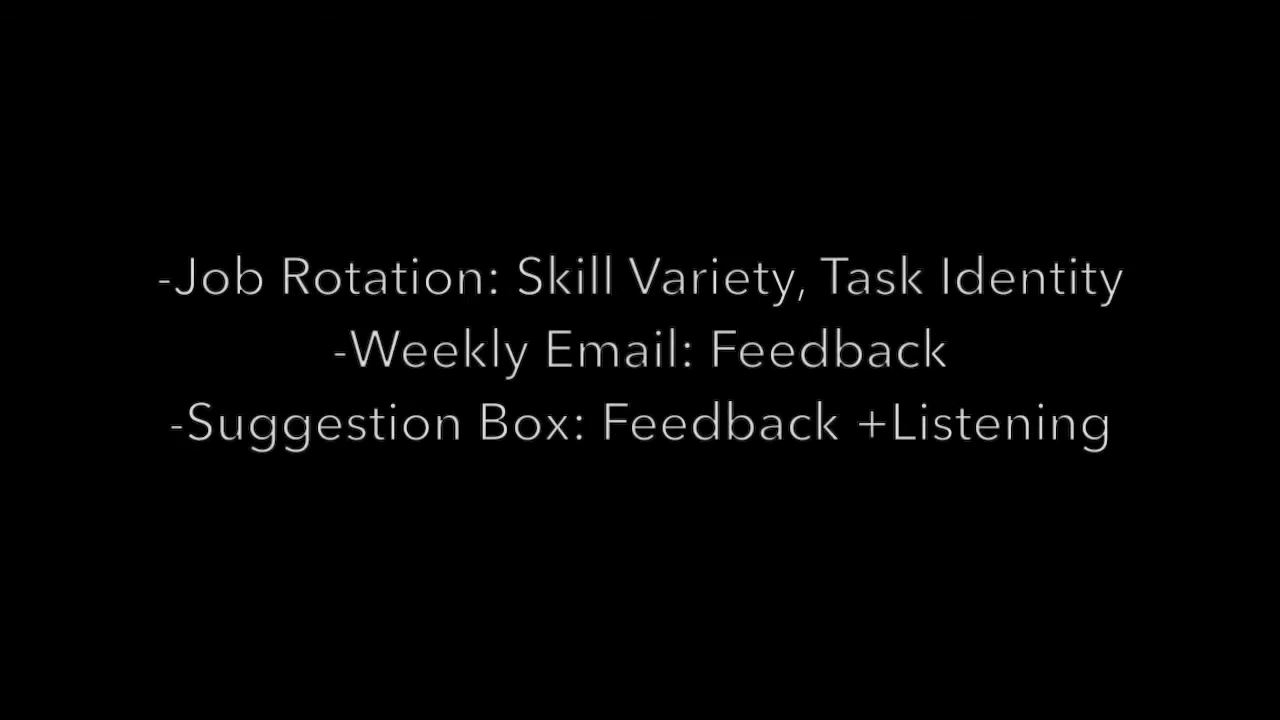 -Job Rotation: Skill Variety, Task Identity
-Weekly Email: Feedback
-Suggestion Box: Feedback +Listening